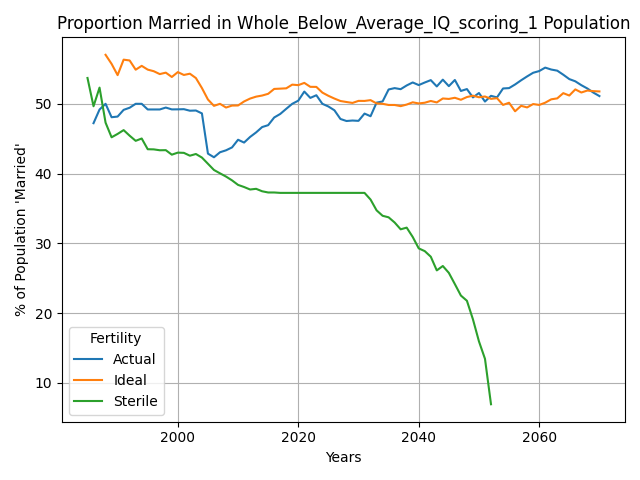 Proportion Married in Whole_Below_Average_IQ_scoring_1 Population
% of Population 'Married'
50
40
30
20
10
Fertility
Actual
Ideal
Sterile
2000 2020 2040 2060
Years